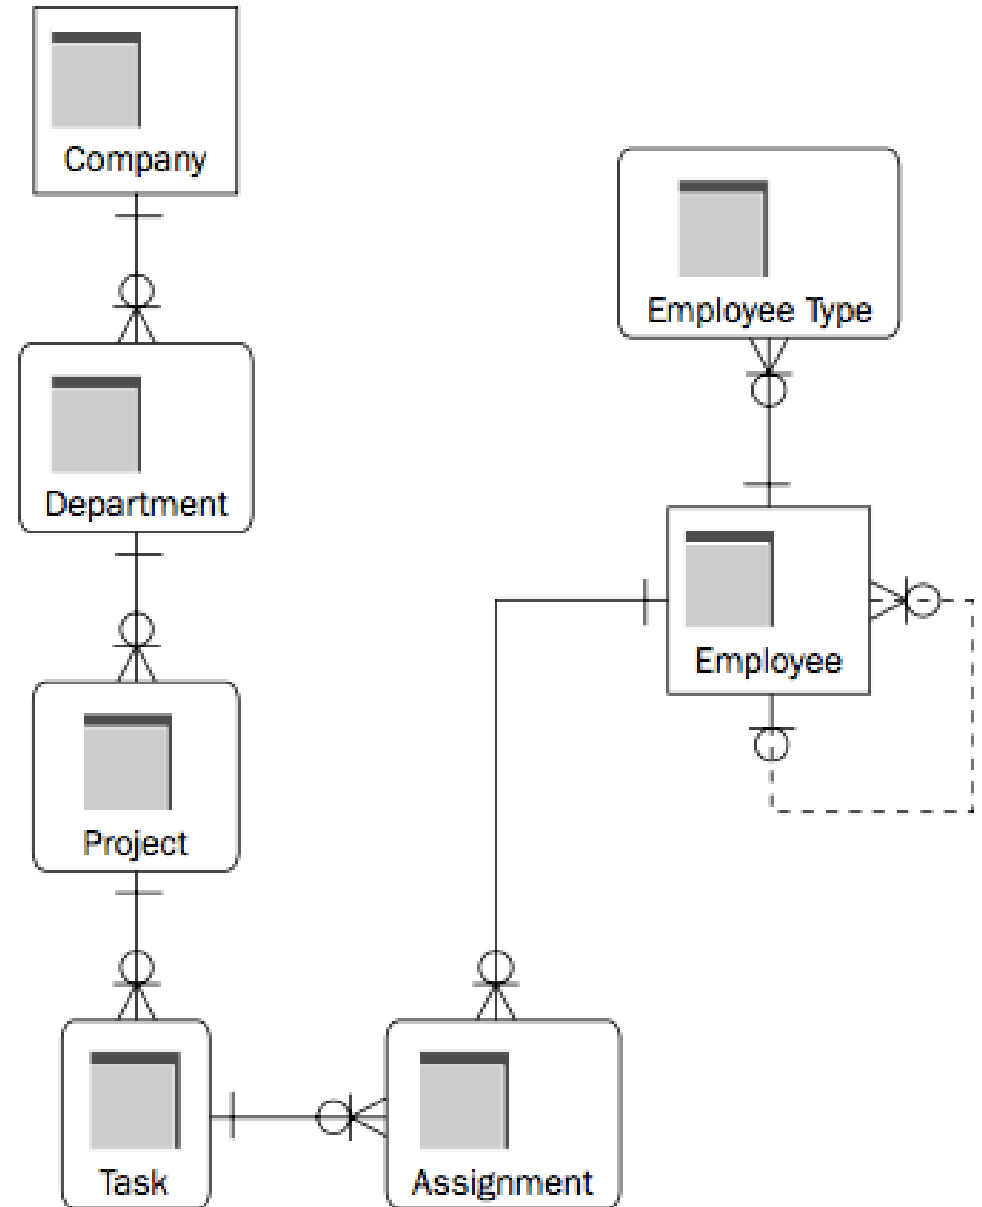 Company
Employee Type
Department
Employee
Project
Task
Assignment